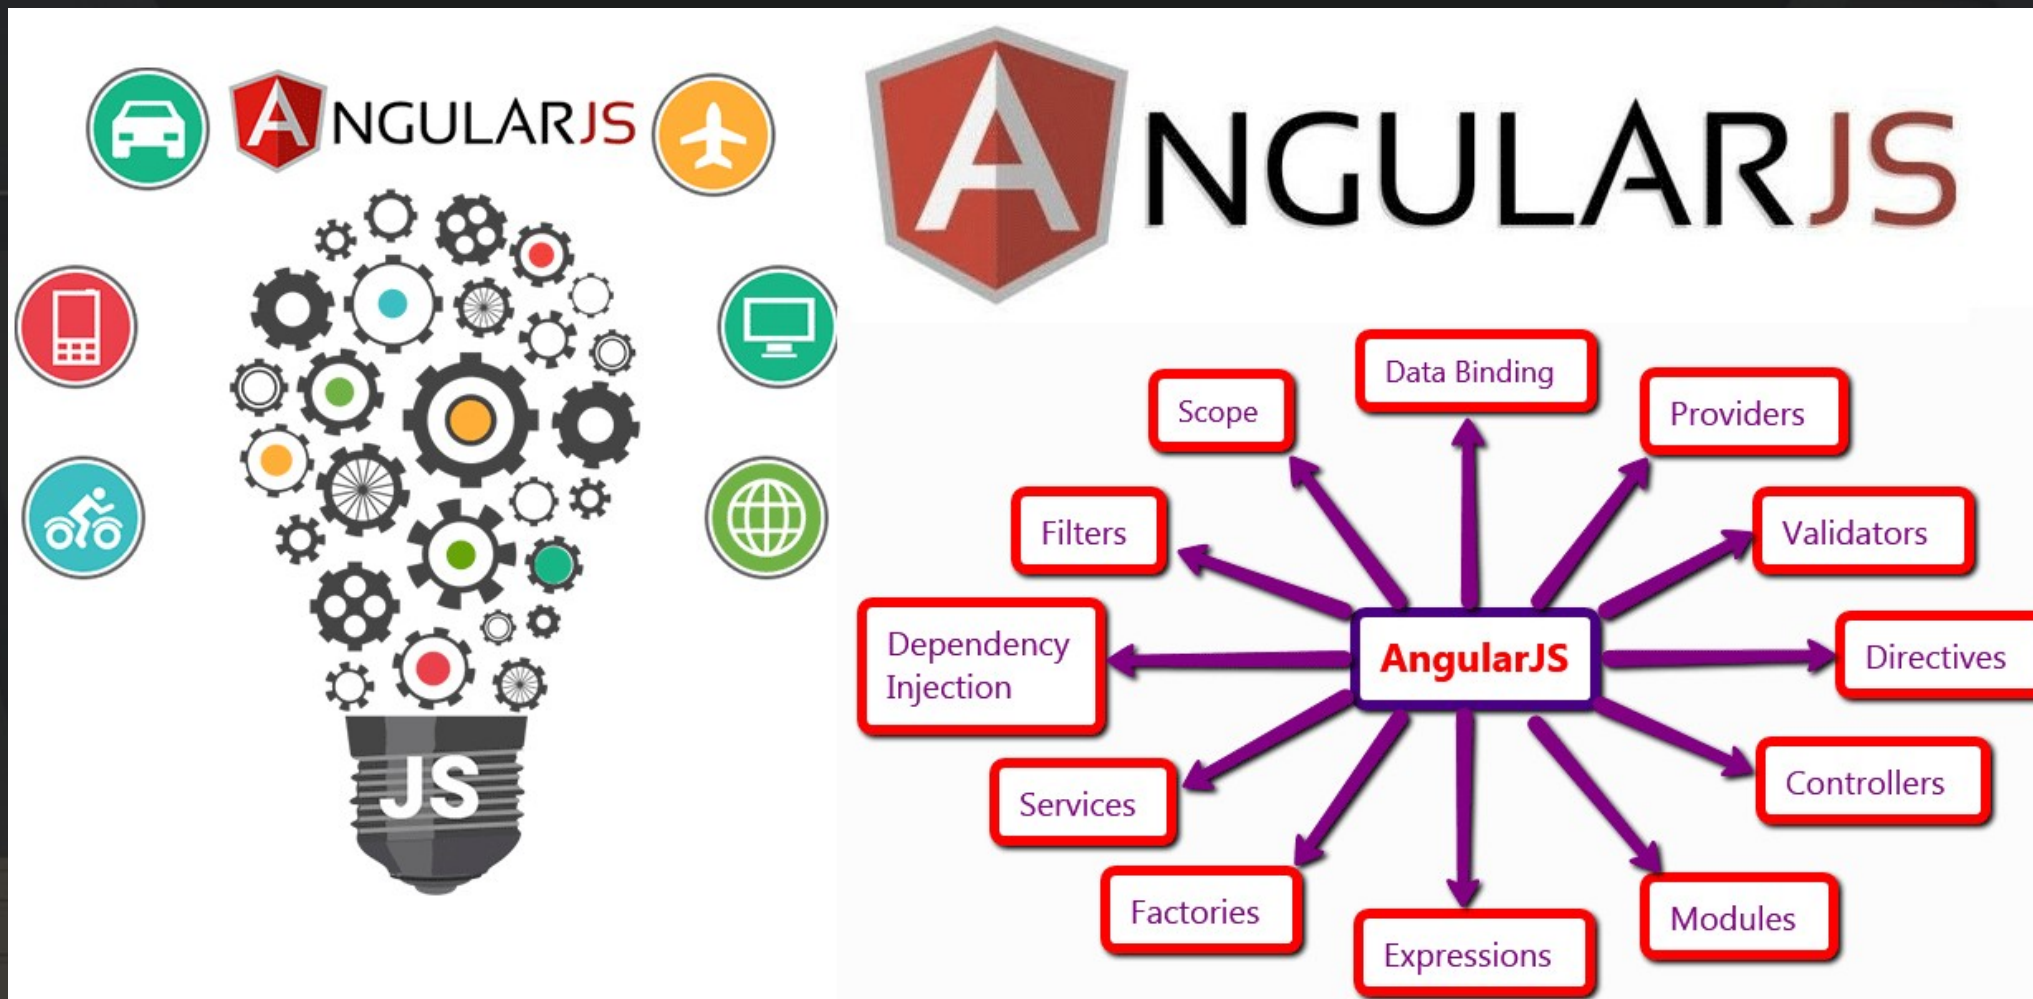 ANGULARJS
JS
ANGULARJS
Data Binding
Scope
Providers
Filters
Validators
Dependency
Injection
AngularJS
Directives
Services
Controllers
Factories
Modules
Expressions